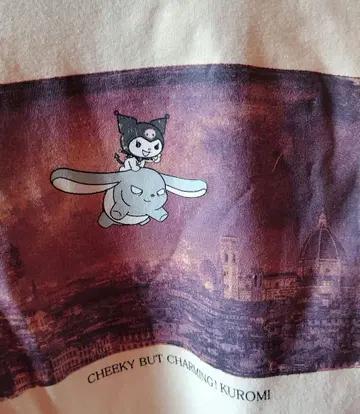 CHEEKY BUT CHARMING! KUROMI